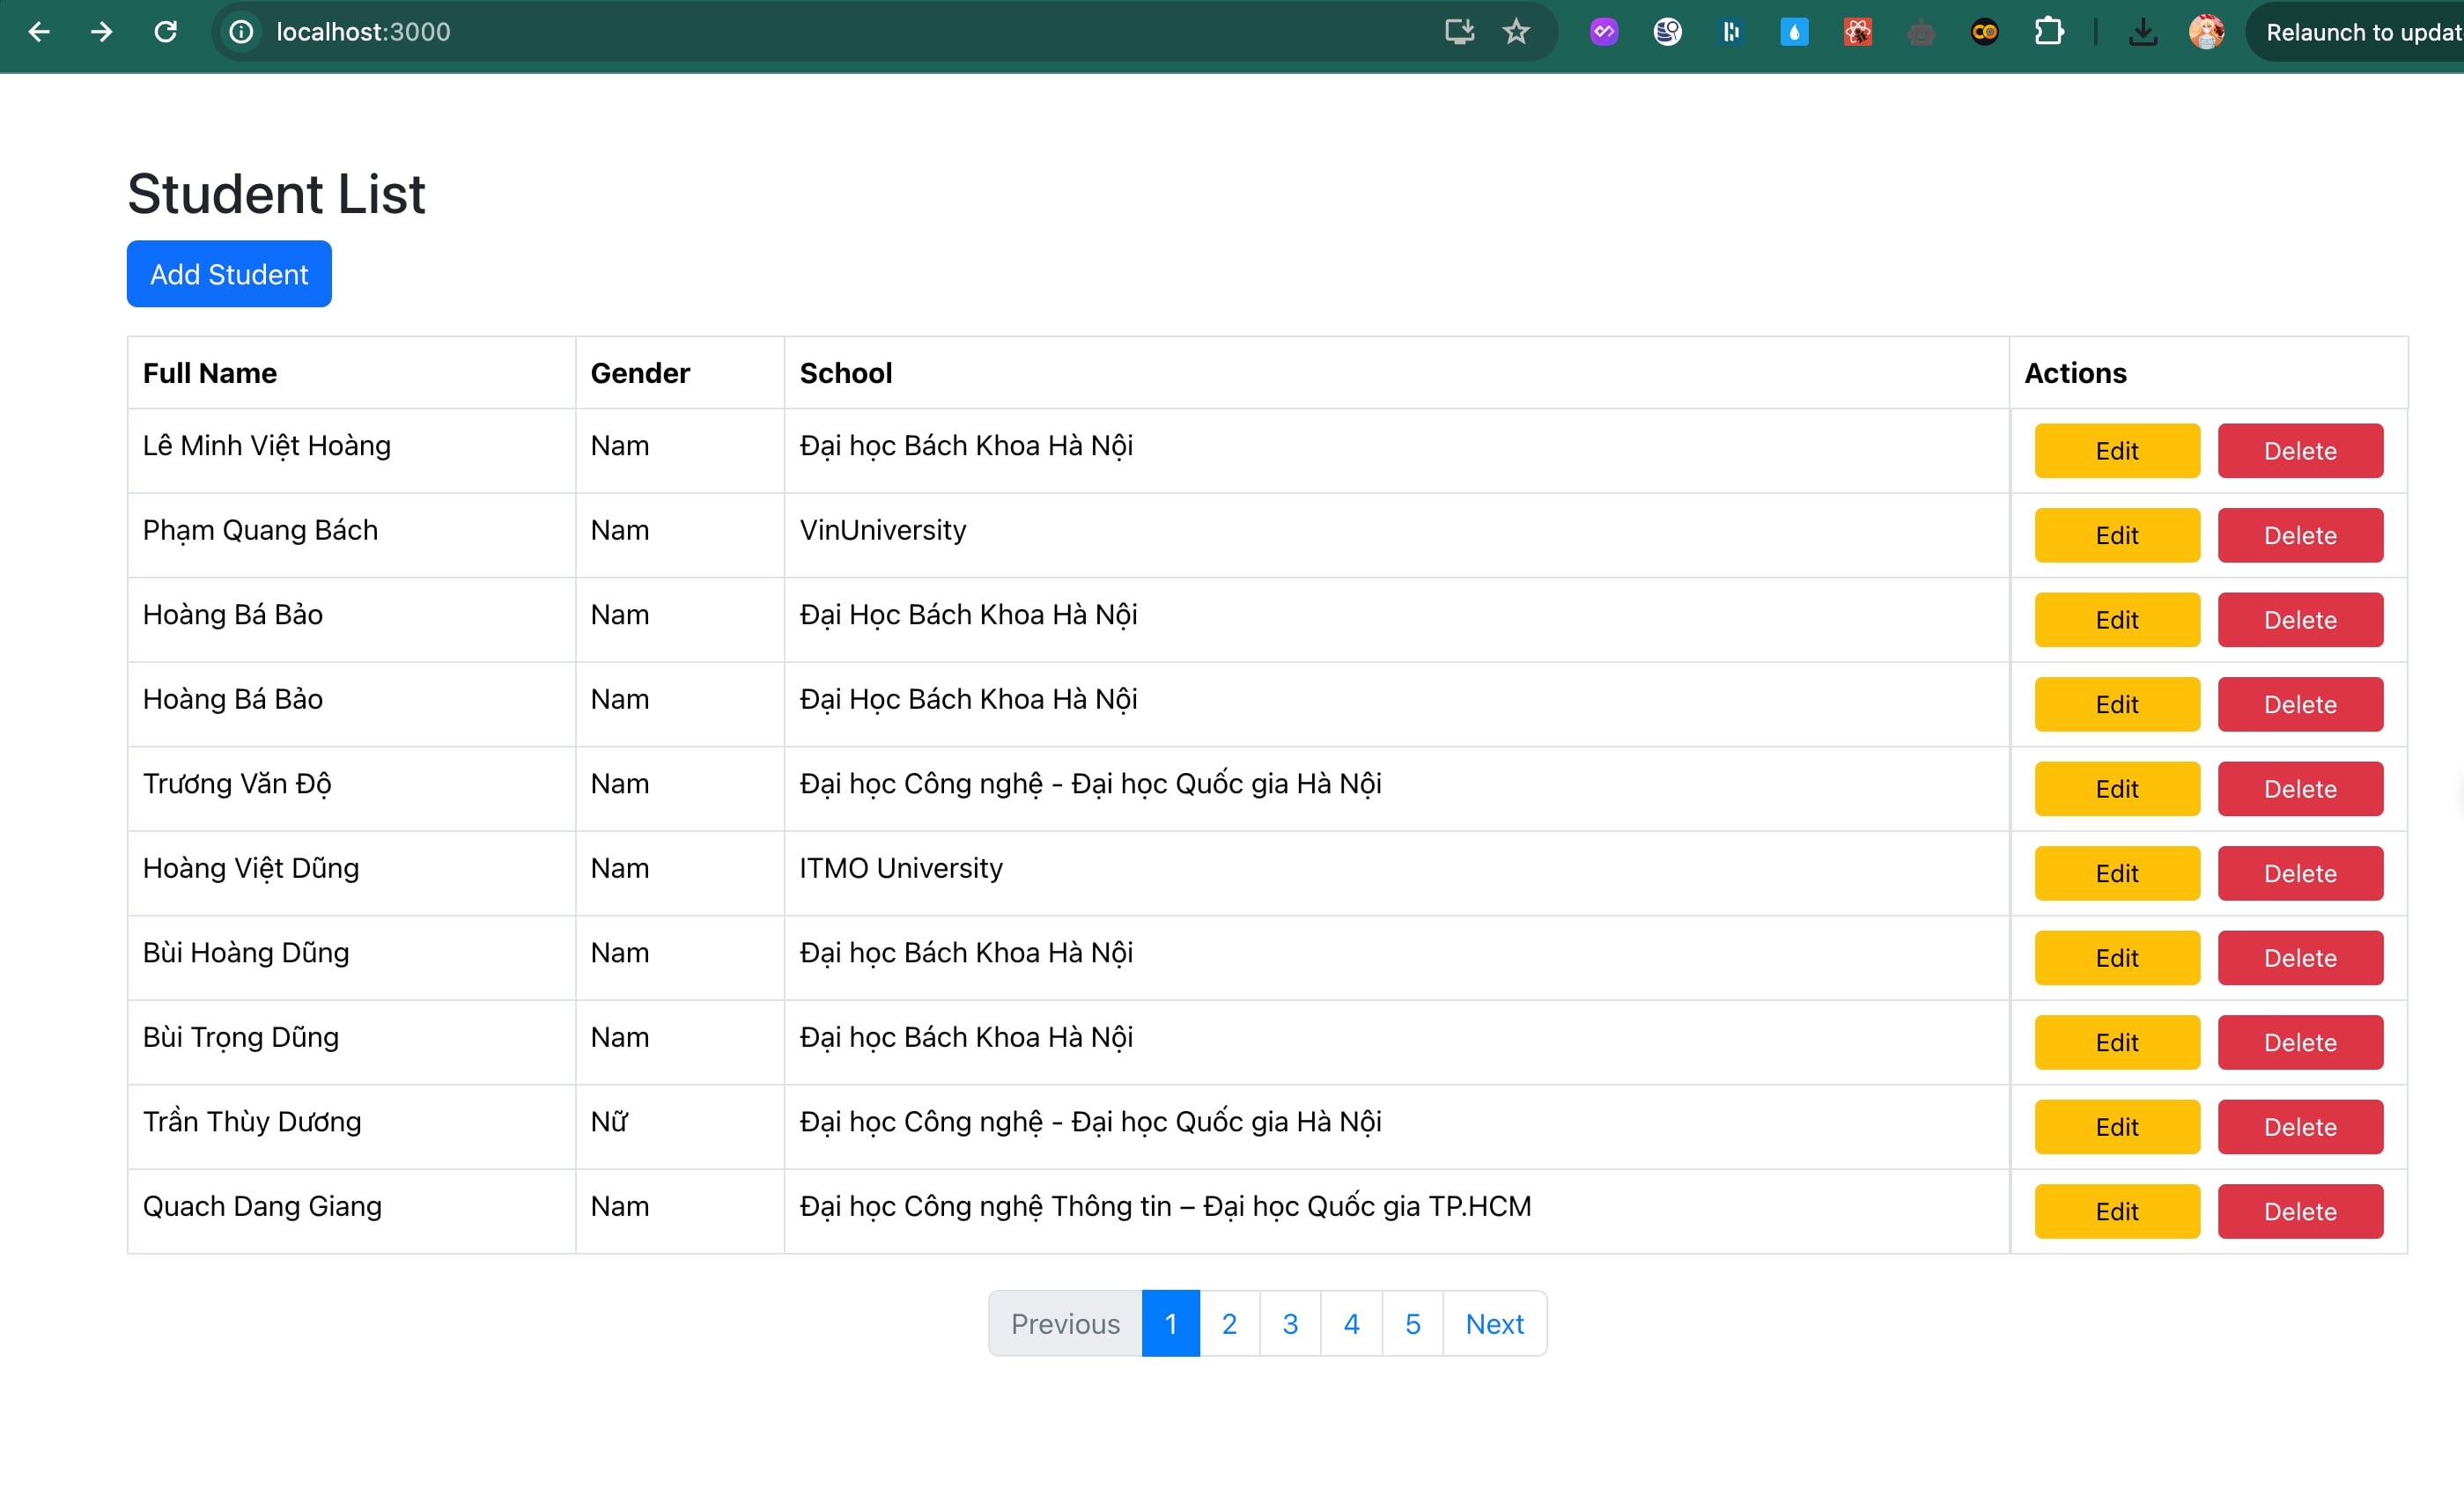 localhost:3000
Relaunch to updat
Student List
Add Student
Full Name Gender School Actions
Lê Minh Việt Hoàng Nam Đại học Bách Khoa Hà Nội Edit Delete
Phạm Quang Bách Nam VinUniversity Edit Delete
Hoàng Bá Bảo Nam Đại Học Bách Khoa Hà Nội Edit Delete
Hoàng Bá Bảo Nam Đại Học Bách Khoa Hà Nội Edit Delete
Trương Văn Độ Nam Đại học Công nghệ - Đại học Quốc gia Hà Nội Edit Delete
Hoàng Việt Dũng Nam ITMO University Edit Delete
Bùi Hoàng Dũng Nam Đại học Bách Khoa Hà Nội Edit Delete
Bùi Trọng Dũng Nam Đại học Bách Khoa Hà Nội Edit Delete
Trần Thùy Dương Nữ Đại học Công nghệ - Đại học Quốc gia Hà Nội Edit Delete
Quach Dang Giang Nam Đại học Công nghệ Thông tin – Đại học Quốc gia TP.HCM Edit Delete
Previous 1 2 3 4 5 Next